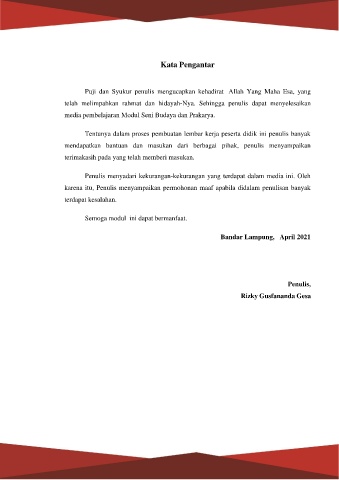 Kata Pengantar
Puji dan Syukur penulis mengucapkan kehadirat Allah Yang Maha Esa, yang
telah melimpahkan rahmat dan hidayah-Nya. Sehingga penulis dapat menyelesaikan
media pembelajaran Modul Seni Budaya dan Prakarya.
Tentunya dalam proses pembuatan lembar kerja peserta didik ini penulis banyak
mendapatkan bantuan dan masukan dari berbagai pihak, penulis menyampaikan
terimakasih pada yang telah memberi masukan.
Penulis menyadari kekurangan-kekurangan yang terdapat dalam media ini. Oleh
karena itu, Penulis menyampaikan permohonan maaf apabila didalam penulisan banyak
terdapat kesalahan.
Semoga modul ini dapat bermanfaat.
Bandar Lampung, April 2021
Penulis,
Rizky Gusfananda Gesa